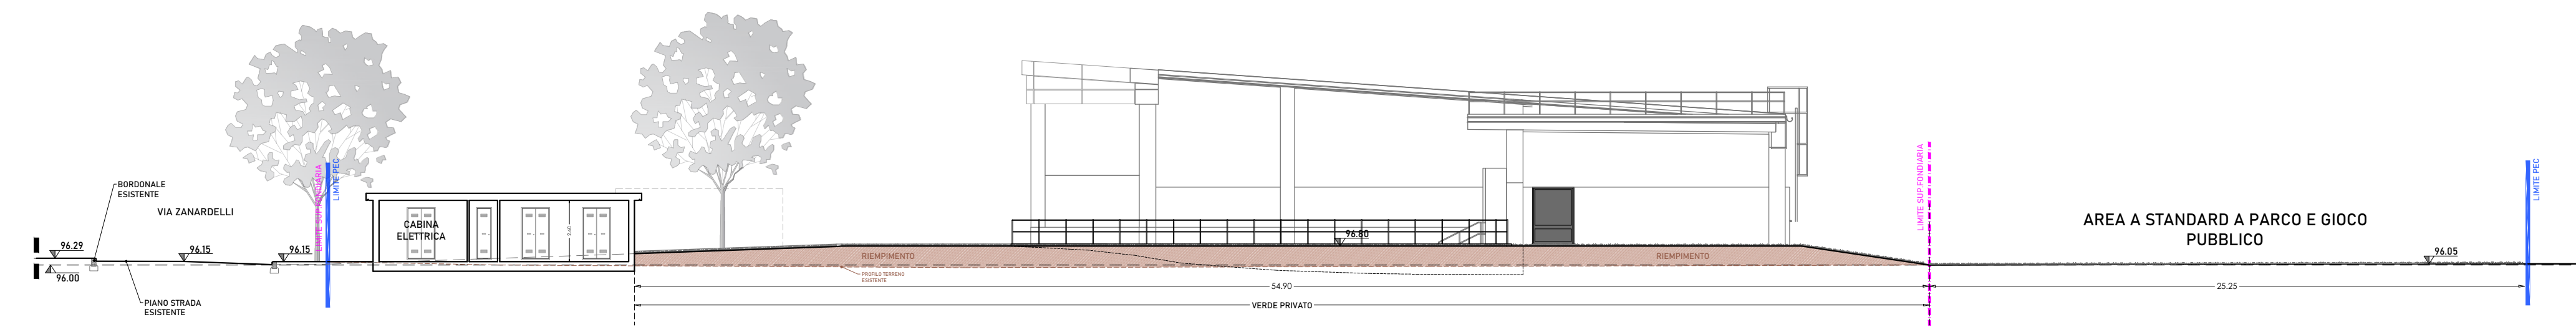 BORDONALE
ESISTENTE
VIA ZANARDELLI
96.29
96.00
96.15
96.15
PIANO STRADA
ESISTENTE
LIMITE SUP.FONDIARIA
LIMITE PEC
CABINA
ELETTRICA
2.60
RIEMPIMENTO
PROFILO TERRENO
ESISTENTE
96.80
RIEMPIMENTO
54.90
VERDE PRIVATO
LIMITE SUP.FONDIARIA
AREA A STANDARD A PARCO E GIOCO
PUBBLICO
96.05
25.25
LIMITE PEC